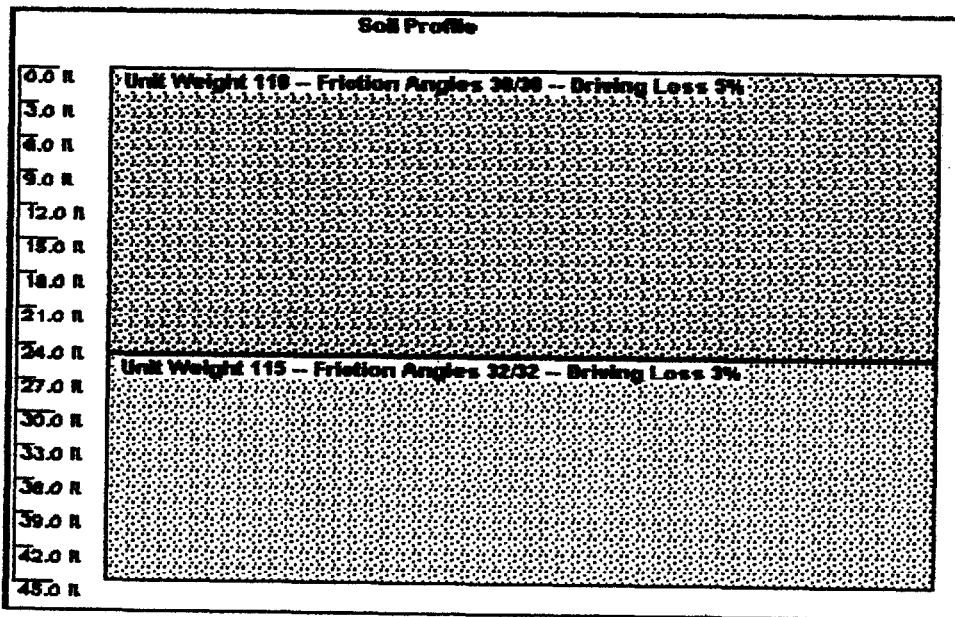 Soil Profile
0.0 ft
Unit Weight 110 -- Friction Angles 30/30 -- Driving Loss 5%
3.0 ft
6.0 ft
9.0 ft
12.0 ft
15.0 ft
18.0 ft
21.0 ft
24.0 ft
Unit Weight 115 -- Friction Angles 32/32 -- Driving Loss 3%
27.0 ft
30.0 ft
33.0 ft
36.0 ft
39.0 ft
42.0 ft
45.0 ft